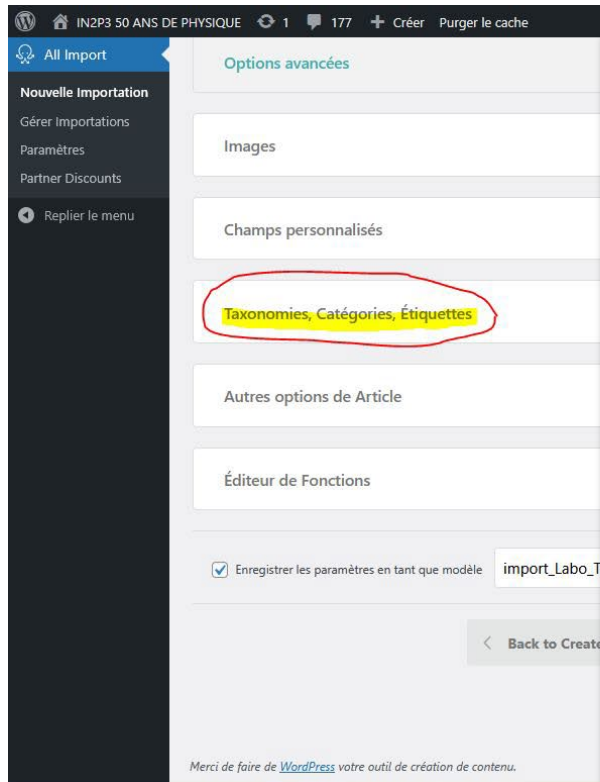 IN2P3 50 ANS DE PHYSIQUE 1 177 + Créer Purger le cache
All Import
Nouvelle Importation
Gérer Importations
Paramètres
Partner Discounts
Replier le menu
Options avancées
Images
Champs personnalisés
Taxonomies, Catégories, Étiquettes
Autres options de Article
Éditeur de Fonctions
Enregistrer les paramètres en tant que modèle import_Labo_T
< Back to Create
Merci de faire de WordPress votre outil de création de contenu.